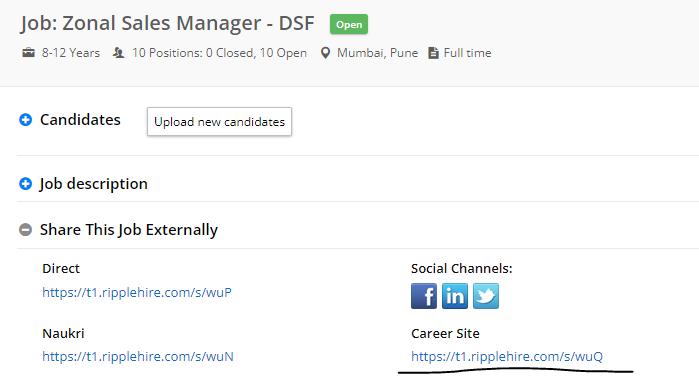 Job: Zonal Sales Manager - DSF Open
8-12 Years 10 Positions: 0 Closed, 10 Open Mumbai, Pune Full time
Candidates Upload new candidates
Job description
Share This Job Externally
Direct Social Channels:
https://t1.ripplehire.com/s/wuP
f in
Naukri Career Site
https://t1.ripplehire.com/s/wuN https://t1.ripplehire.com/s/wuQ